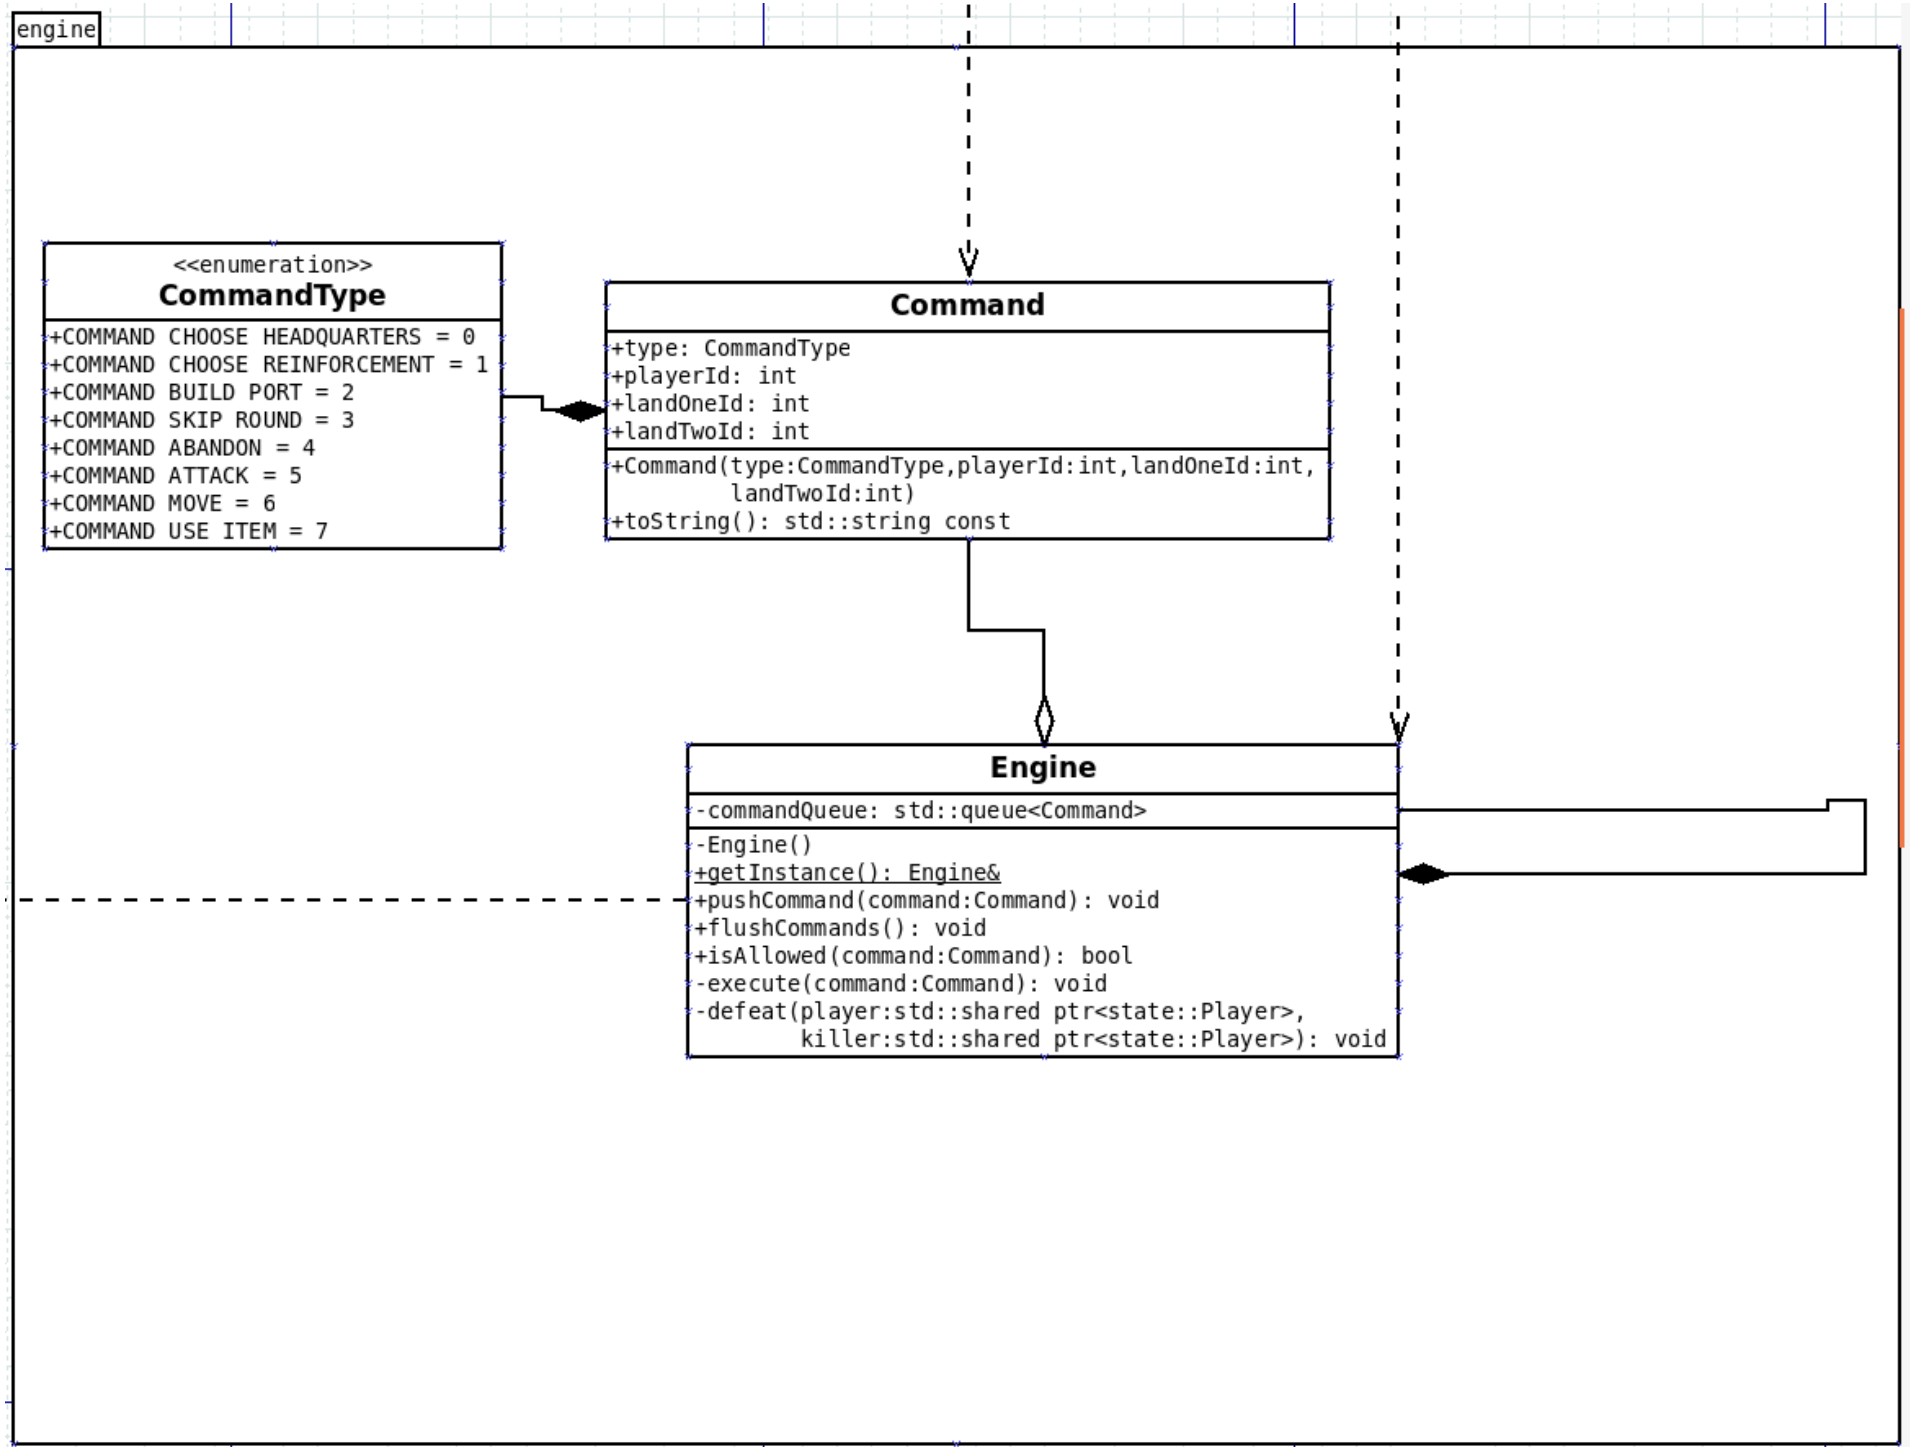 engine
<<enumeration>>
CommandType
+COMMAND CHOOSE HEADQUARTERS = 0
+COMMAND CHOOSE REINFORCEMENT = 1
+COMMAND BUILD PORT = 2
+COMMAND SKIP ROUND = 3
+COMMAND ABANDON = 4
+COMMAND ATTACK = 5
+COMMAND MOVE = 6
+COMMAND USE ITEM = 7
Command
+type: CommandType
+playerId: int
+landOneId: int
+landTwoId: int
+Command(type:CommandType,playerId:int,landOneId:int,
landTwoId:int)
+toString(): std::string const
Engine
-commandQueue: std::queue<Command>
-Engine()
+getInstance(): Engine&
+pushCommand(command:Command): void
+flushCommands(): void
+isAllowed(command:Command): bool
-execute(command:Command): void
-defeat(player:std::shared ptr<state::Player>,
killer:std::shared ptr<state::Player>): void